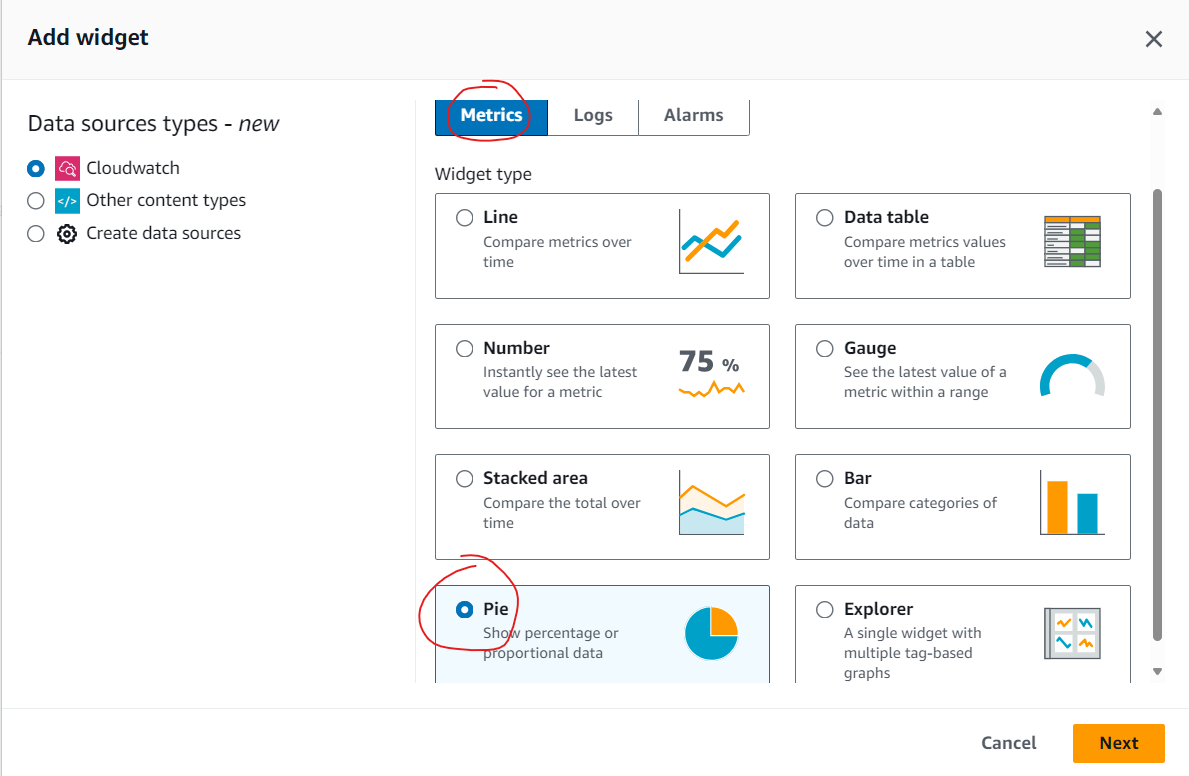 Add widget
Data sources types - new
Cloudwatch
</> Other content types
Create data sources
Metrics
Logs
Alarms
Widget type
Line
Compare metrics over
time
Data table
Compare metrics values
over time in a table
Number
Instantly see the latest
value for a metric
75 %
Gauge
See the latest value of a
metric within a range
Stacked area
Compare the total over
time
Bar
Compare categories of
data
Pie
Show percentage or
proportional data
Explorer
A single widget with
multiple tag-based
graphs
Cancel
Next